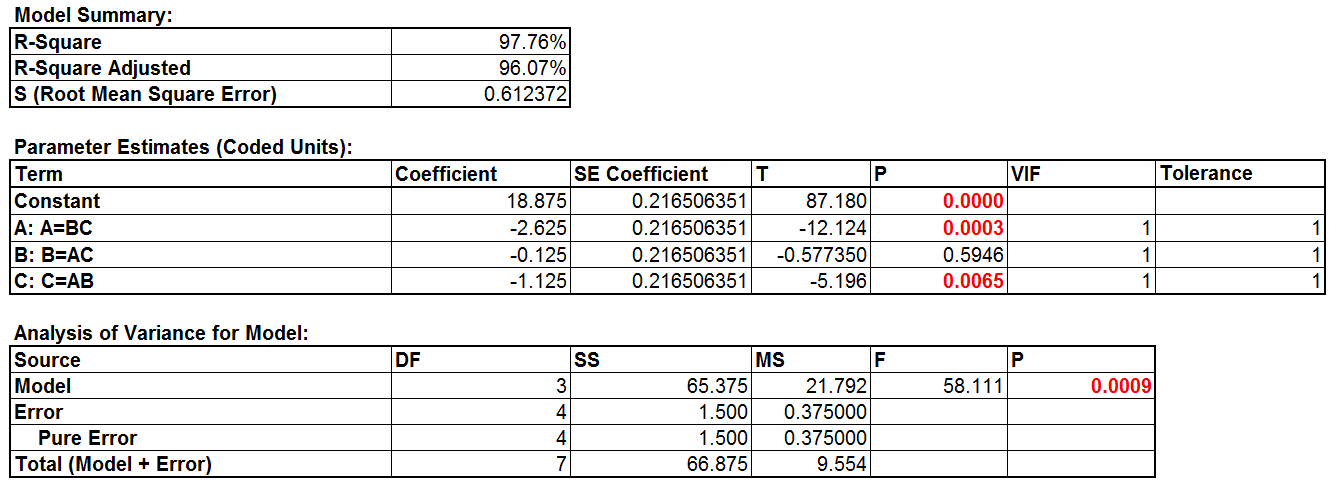 Model Summary:
R-Square 97.76%
R-Square Adjusted 96.07%
S (Root Mean Square Error) 0.612372
Parameter Estimates (Coded Units):
Term Coefficient SE Coefficient T P VIF Tolerance
Constant 18.875 0.216506351 87.180 0.0000
A: A=BC -2.625 0.216506351 -12.124 0.0003 1 1
B: B=AC -0.125 0.216506351 -0.577350 0.5946 1 1
C: C=AB -1.125 0.216506351 -5.196 0.0065 1 1
Analysis of Variance for Model:
Source DF SS MS F P
Model 3 65.375 21.792 58.111 0.0009
Error 4 1.500 0.375000
Pure Error 4 1.500 0.375000
Total (Model + Error) 7 66.875 9.554